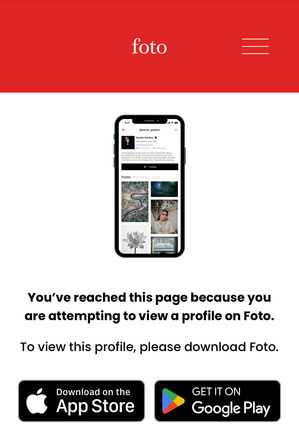 foto
@sarah_parker
Sarah Parker
Follow
Posts
You've reached this page because you
are attempting to view a profile on Foto.
To view this profile, please download Foto.
Download on the
App Store
GET IT ON
Google Play